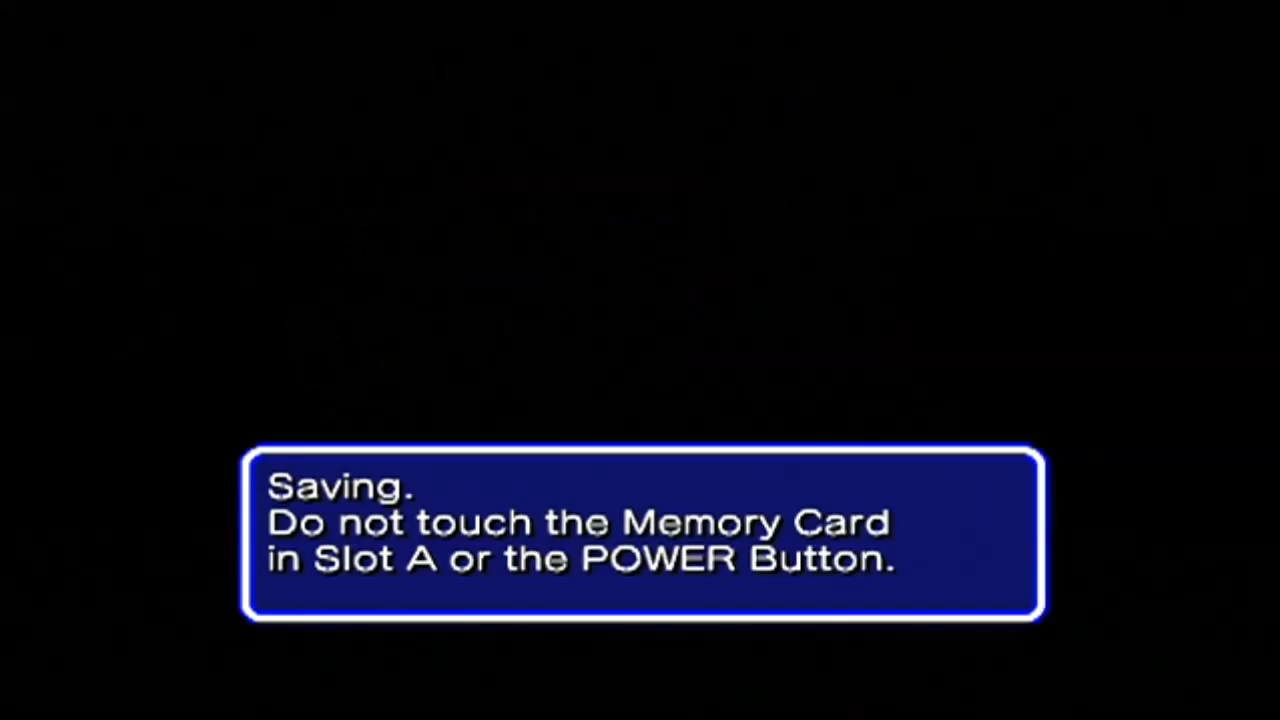 Saving.
Do not touch the Memory Card
in Slot A or the POWER Button.